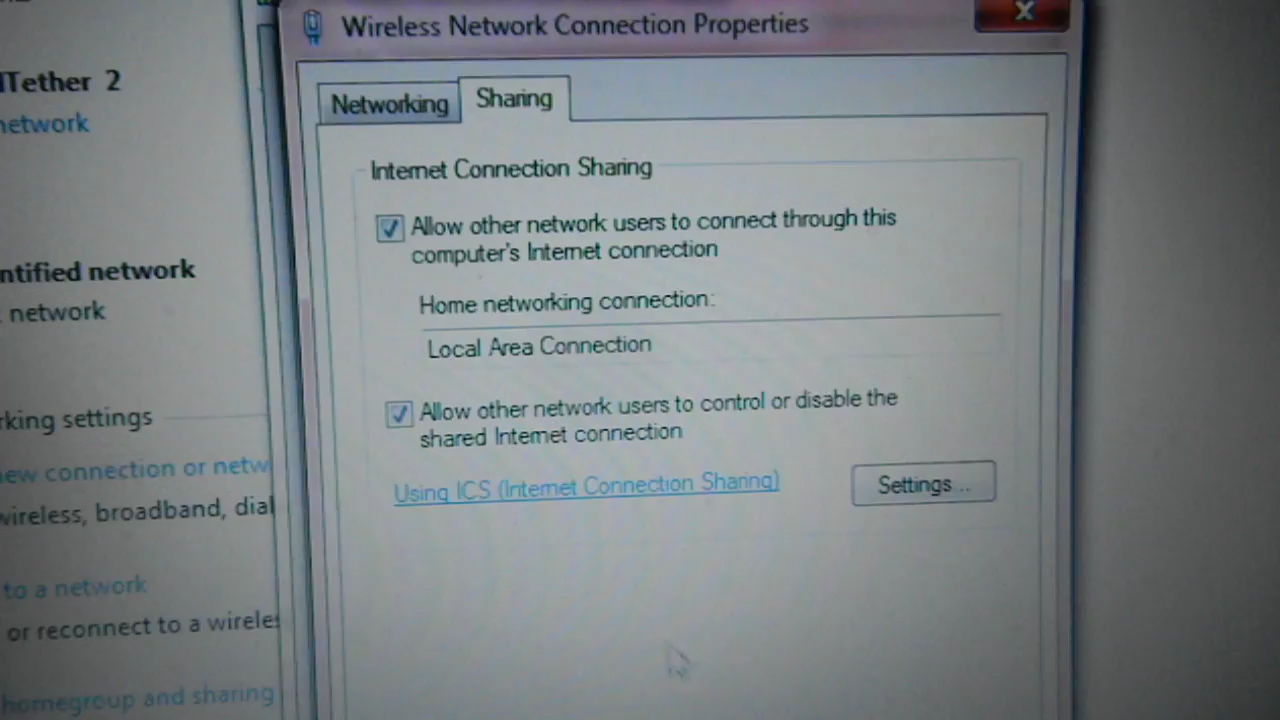 Wireless Network Connection Properties
Tether 2
network
Networking
Sharing
Internet Connection Sharing
Allow other network users to connect through this
computer's Internet connection
Home networking connection:
Local Area Connection
Allow other network users to control or disable the
shared Internet connection
Using ICS (Internet Connection Sharing)
Settings...
ntified network
network
rking settings
new connection or netw
wireless, broadband, dial
to a network
or reconnect to a wireles
homegroup and sharing